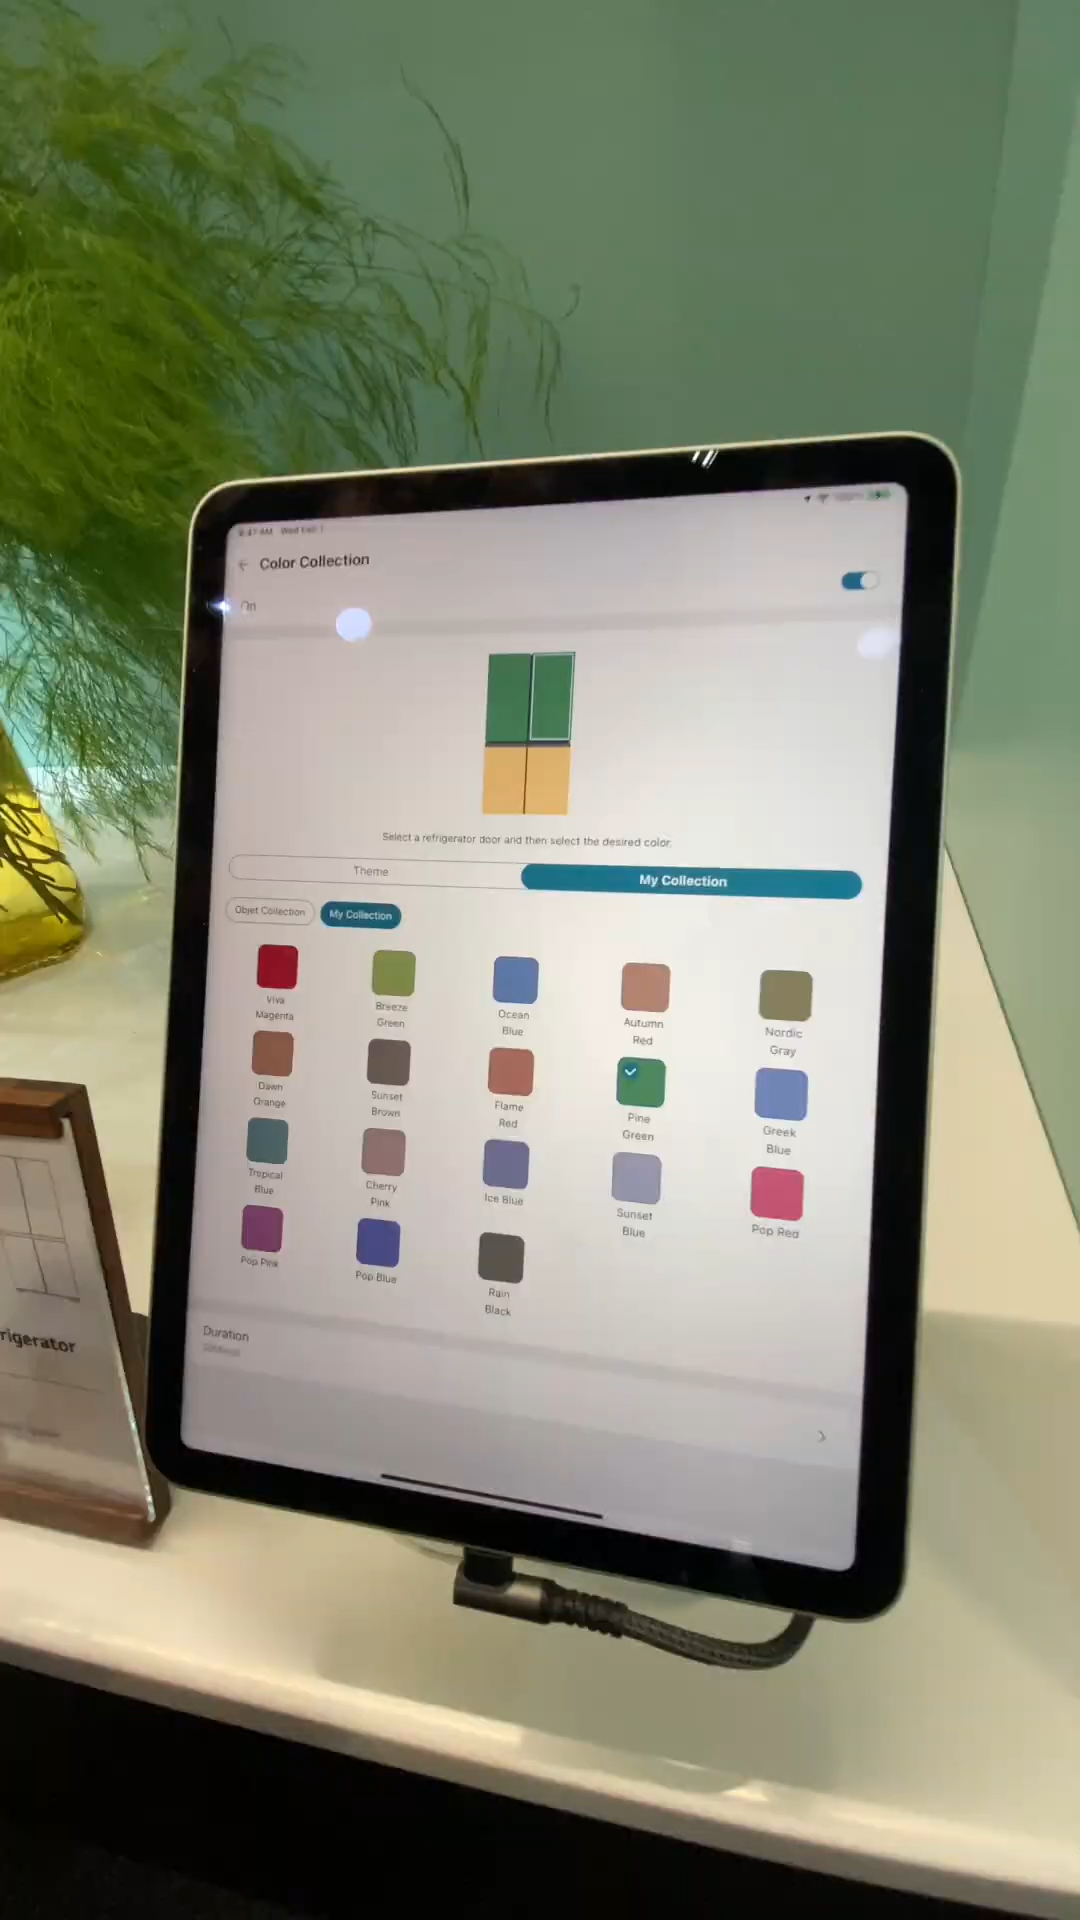 Color Collection
On
Select a refrigerator door and then select the desired color.
Theme
My Collection
Objet Collection
My Collection
Viva
Magenta
Breeze
Green
Ocean
Blue
Autumn
Red
Nordic
Gray
Dawn
Orange
Sunset
Brown
Flame
Red
Pine
Green
Greek
Blue
Tropical
Blue
Cherry
Pink
Ice Blue
Sunset
Blue
Pop Red
Pop Pink
Pop Blue
Rain
Black
Duration
rigerator